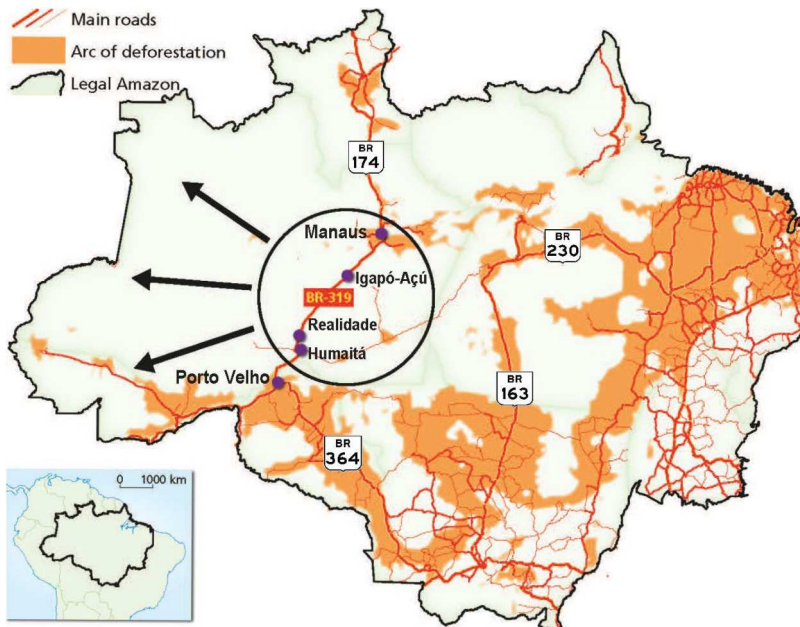 Main roads
Arc of deforestation
Legal Amazon
BR
174
Manaus
BR
230
Igapó-Açú
BR-319
Realidade
Humaitá
Porto Velho
BR
163
BR
364
0 1000 km